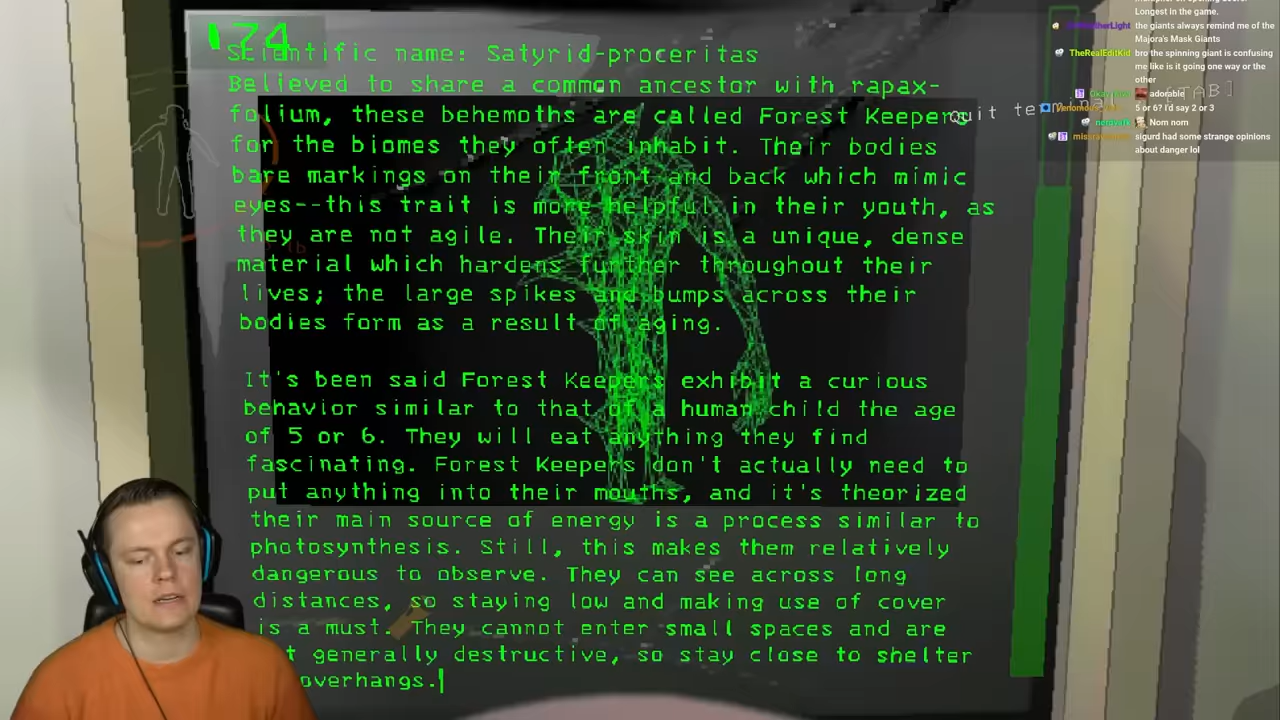 74
Scientific name: Satyrid-proceritas
Believed to share a common ancestor with rapax-
folium, these behemoths are called Forest Keepers
for the biomes they often inhabit. Their bodies
bare markings on their front and back which mimic
eyes--this trait is more helpful in their youth, as
they are not agile. Their skin is a unique, dense
material which hardens further throughout their
lives; the large spikes and bumps across their
bodies form as a result of aging.
It's been said Forest Keepers exhibit a curious
behavior similar to that of a human child the age
of 5 or 6. They will eat anything they find
fascinating. Forest Keepers don't actually need to
put anything into their mouths, and it's theorized
their main source of energy is a process similar to
photosynthesis. Still, this makes them relatively
dangerous to observe. They can see across long
distances, so staying low and making use of cover
is a must. They cannot enter small spaces and are
generally destructive, so stay close to shelter
overhangs.
Quit terminal [TAB]
Longest in the game.
the giants always remind me of the
Majora's Mask Giants
TheRealEditKid bro the spinning giant is confusing
me like is it going one way or the
other
adorable
5 or 6? I'd say 2 or 3
Nom nom
sigurd had some strange opinions
about danger lol